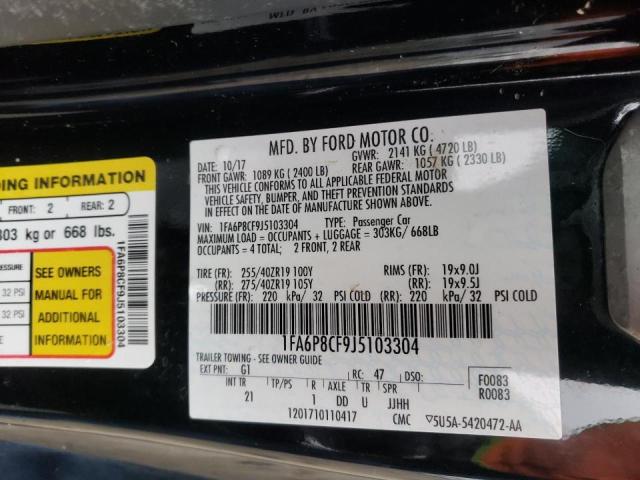 DING INFORMATION
FRONT: 2 REAR: 2
303 kg or 668 lbs.
32 PSI
32 PSI
SEE OWNERS
MANUAL FOR
ADDITIONAL
INFORMATION
1FA6P8CF9J5103304
MFD. BY FORD MOTOR CO.
DATE: 10/17 GVWR: 2141 KG ( 4720 LB)
FRONT GAWR: 1089 KG ( 2400 LB) REAR GAWR: 1057 KG ( 2330 LB)
THIS VEHICLE CONFORMS TO ALL APPLICABLE FEDERAL MOTOR
VEHICLE SAFETY, BUMPER, AND THEFT PREVENTION STANDARDS
IN EFFECT ON THE DATE OF MANUFACTURE SHOWN ABOVE.
VIN: 1FA6P8CF9J5103304 TYPE: Passenger Car
MAXIMUM LOAD = OCCUPANTS + LUGGAGE = 303KG/ 668LB
OCCUPANTS = 4 TOTAL; 2 FRONT, 2 REAR
TIRE (FR): 255/40ZR19 100Y RIMS (FR): 19x9.0J
(RR): 275/40ZR19 105Y (RR): 19x9.5J
PRESSURE (FR): 220 kPa/ 32 PSI COLD (RR): 220 kPa/ 32 PSI COLD
1FA6P8CF9J5103304
TRAILER TOWING - SEE OWNER GUIDE
EXT PNT: G1 RC: 47 DSO: F0083
R0083
INT TR TP/PS R AXLE TR SPR
21 1 DD U JJHH
1201710110417 CMC 5U5A-5420472-AA